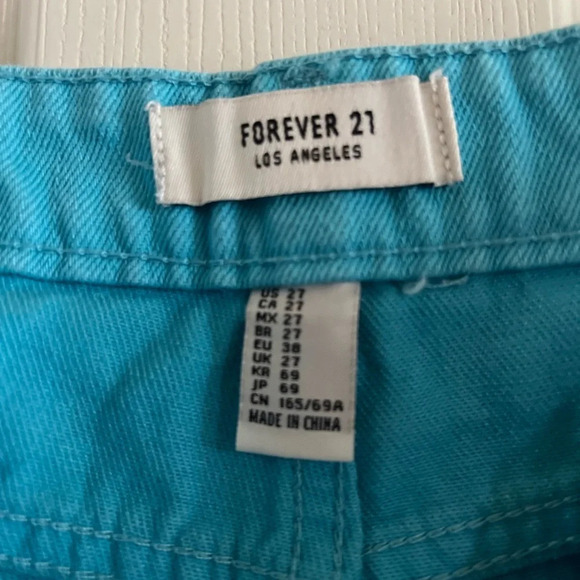 FOREVER 21
LOS ANGELES
US 27
CA 27
MX 27
BR 27
EU 38
UK 27
KR 69
JP 69
CN 165/69A
MADE IN CHINA